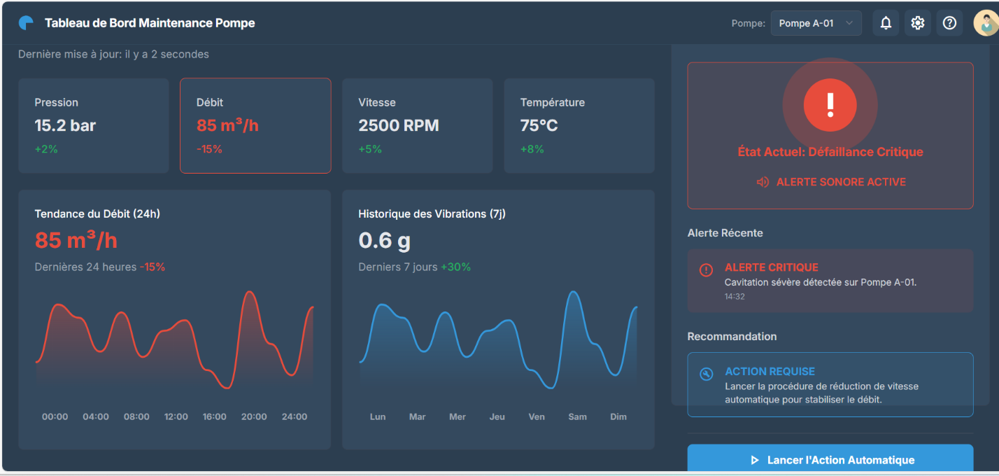 Tableau de Bord Maintenance Pompe
Pompe:
Pompe A-01
Dernière mise à jour: il y a 2 secondes
Pression
15.2 bar
+2%
Débit
85 m³/h
-15%
Vitesse
2500 RPM
+5%
Température
75°C
+8%
Tendance du Débit (24h)
85 m³/h
Dernières 24 heures -15%
00:00 04:00 08:00 12:00 16:00 20:00 24:00
Historique des Vibrations (7j)
0.6 g
Derniers 7 jours +30%
Lun Mar Mer Jeu Ven Sam Dim
!
État Actuel: Défaillance Critique
ALERTE SONORE ACTIVE
Alerte Récente
ALERTE CRITIQUE
Cavitation sévère détectée sur Pompe A-01.
14:32
Recommandation
ACTION REQUISE
Lancer la procédure de réduction de vitesse
automatique pour stabiliser le débit.
Lancer l'Action Automatique